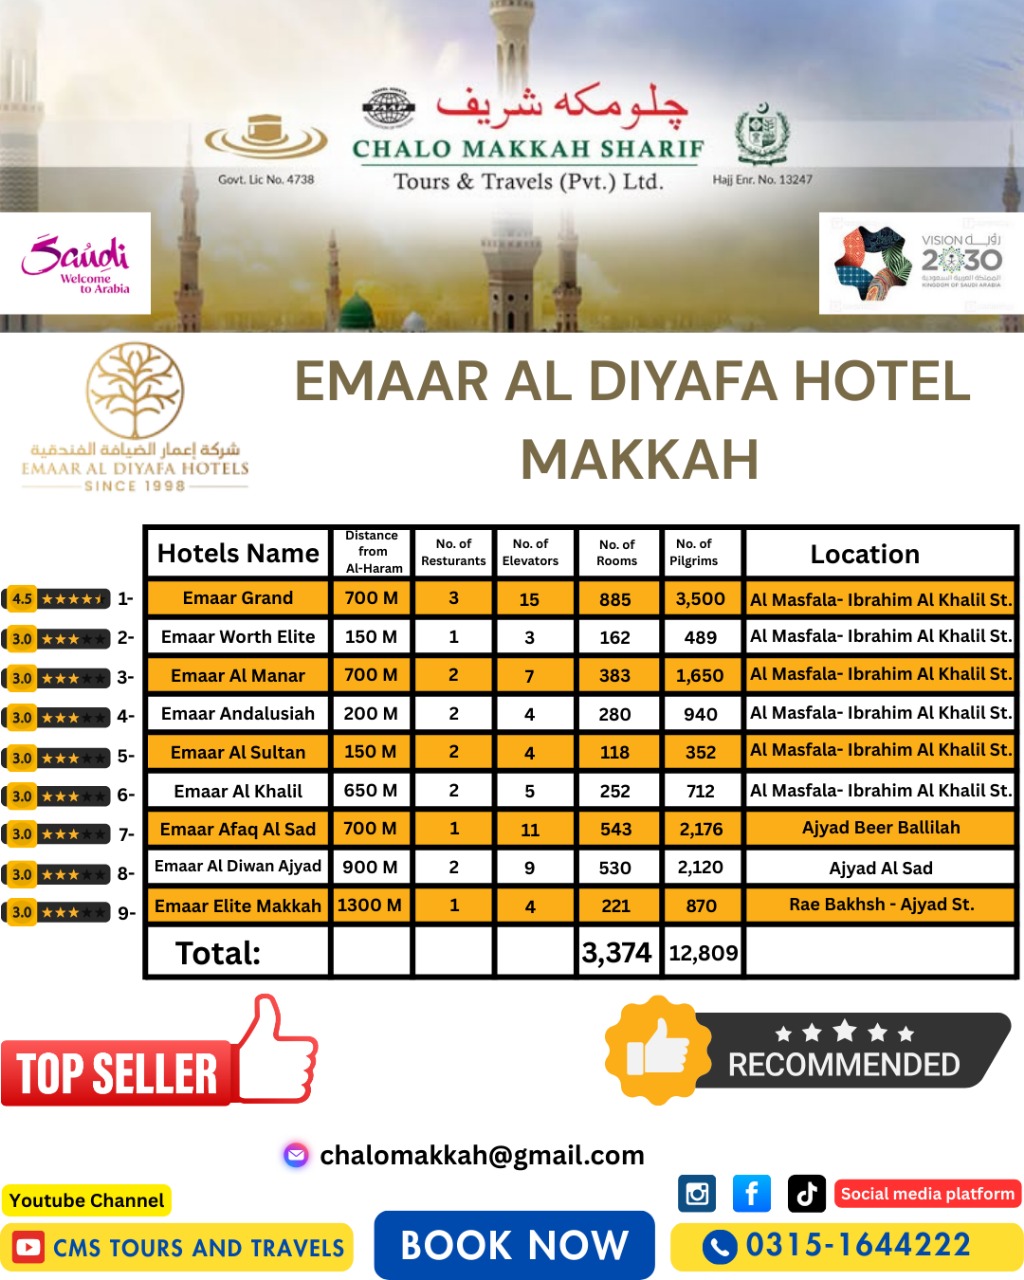 چلو مکه شریف
CHALO MAKKAH SHARIF
Tours & Travels (Pvt.) Ltd.
Govt. Lic No. 4738
Hajj Enr. No. 13247
Saudi
Welcome
to Arabia
VISION رؤيـــة
2030
المملكة العربية السعودية
KINGDOM OF SAUDI ARABIA
شركة إعمار الضيافة الفندقية
EMAAR AL DIYAFA HOTELS
SINCE 1998
EMAAR AL DIYAFA HOTEL
MAKKAH
Hotels Name Distance from Al-Haram No. of Resturants No. of Elevators No. of Rooms No. of Pilgrims Location
4.5 1- Emaar Grand 700 M 3 15 885 3,500 Al Masfala- Ibrahim Al Khalil St.
3.0 2- Emaar Worth Elite 150 M 1 3 162 489 Al Masfala- Ibrahim Al Khalil St.
3.0 3- Emaar Al Manar 700 M 2 7 383 1,650 Al Masfala- Ibrahim Al Khalil St.
3.0 4- Emaar Andalusiah 200 M 2 4 280 940 Al Masfala- Ibrahim Al Khalil St.
3.0 5- Emaar Al Sultan 150 M 2 4 118 352 Al Masfala- Ibrahim Al Khalil St.
3.0 6- Emaar Al Khalil 650 M 2 5 252 712 Al Masfala- Ibrahim Al Khalil St.
3.0 7- Emaar Afaq Al Sad 700 M 1 11 543 2,176 Ajyad Beer Ballilah
3.0 8- Emaar Al Diwan Ajyad 900 M 2 9 530 2,120 Ajyad Al Sad
3.0 9- Emaar Elite Makkah 1300 M 1 4 221 870 Rae Bakhsh - Ajyad St.
Total: 3,374 12,809
TOP SELLER
RECOMMENDED
chalomakkah@gmail.com
Youtube Channel
Social media platform
CMS TOURS AND TRAVELS
BOOK NOW
0315-1644222